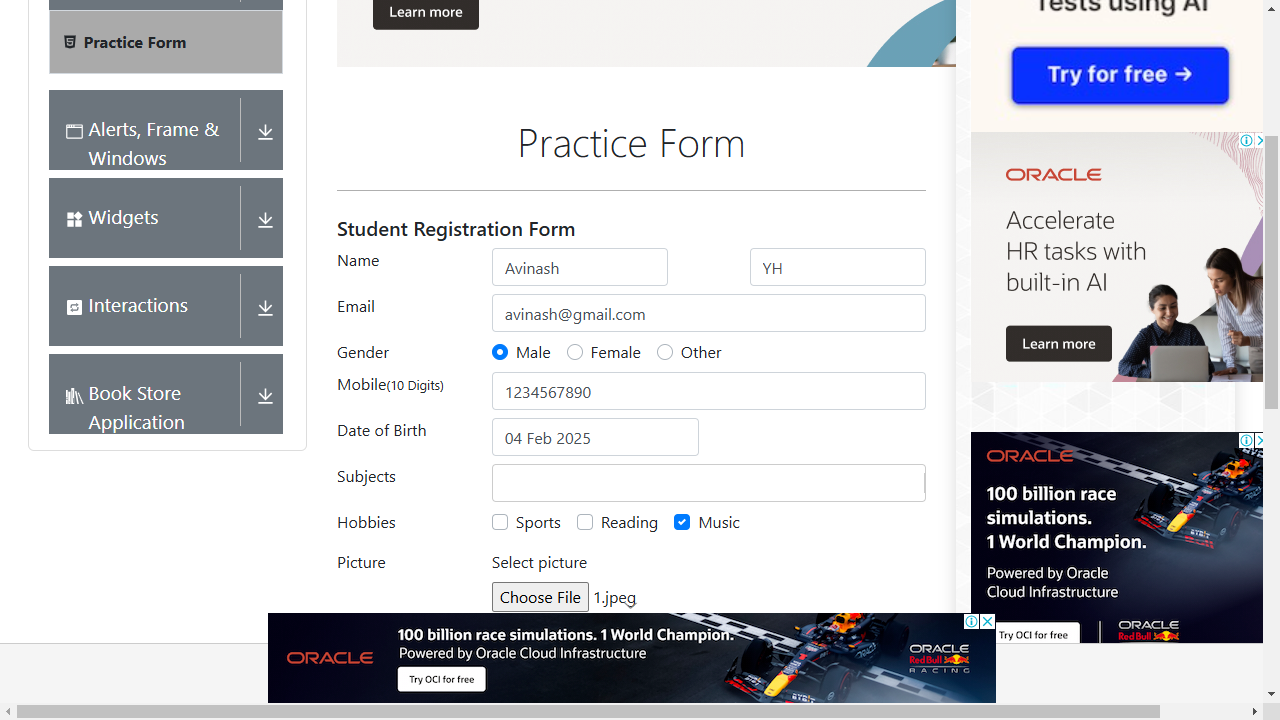 Practice Form
Alerts, Frame &
Windows
Widgets
Interactions
Book Store
Application
Learn more
Practice Form
Student Registration Form
Name
Avinash
YH
Email
avinash@gmail.com
Gender
Male
Female
Other
Mobile(10 Digits)
1234567890
Date of Birth
04 Feb 2025
Subjects
Hobbies
Sports
Reading
Music
Picture
Select picture
Choose File 1.jpeg
Tests using AI
Try for free →
ORACLE
Accelerate
HR tasks with
built-in AI
Learn more
ORACLE
100 billion race
simulations.
1 World Champion.
Powered by Oracle
Cloud Infrastructure
Try OCI for free
ORACLE
Red Bull
ORACLE
100 billion race simulations. 1 World Champion.
Powered by Oracle Cloud Infrastructure
Try OCI for free
ORACLE
Red Bull
RACING